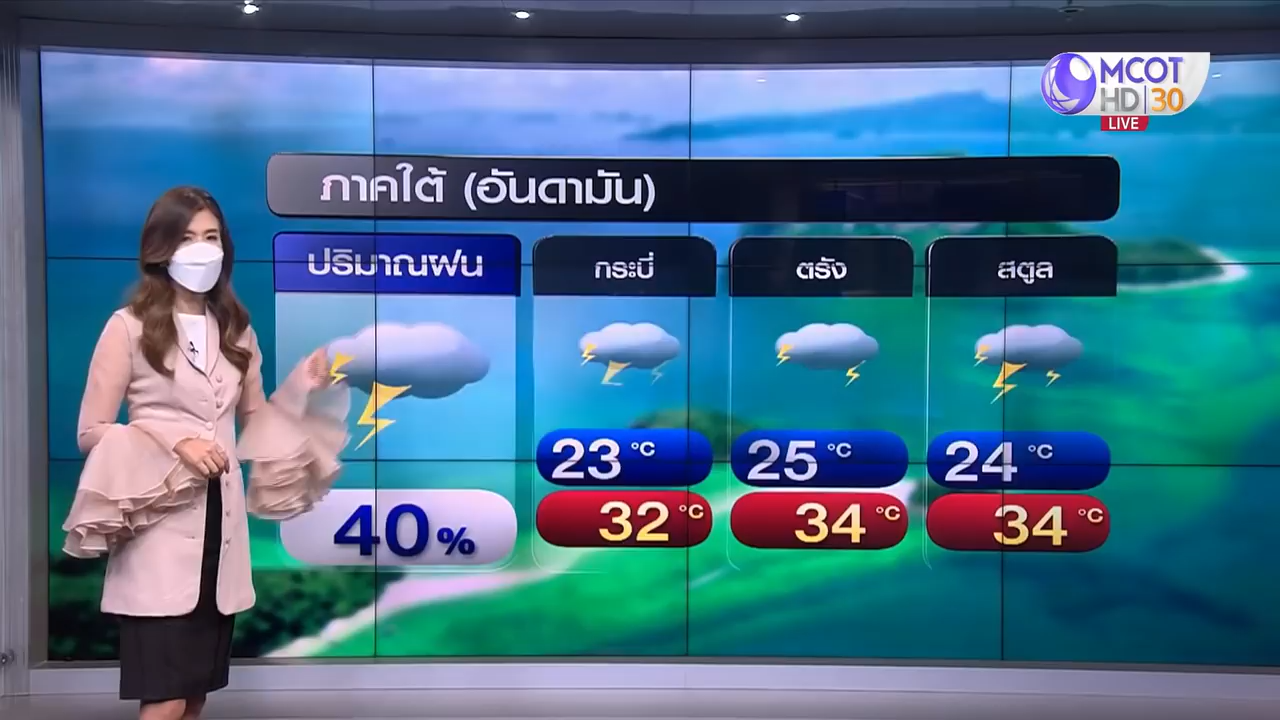 MCOT
HD 30
LIVE
ภาคใต้ (อันดามัน)
ปริมาณฝน
กระบี่
ตรัง
สตูล
23 °C
25 °C
24 °C
32 °C
34 °C
34 °C
40 %